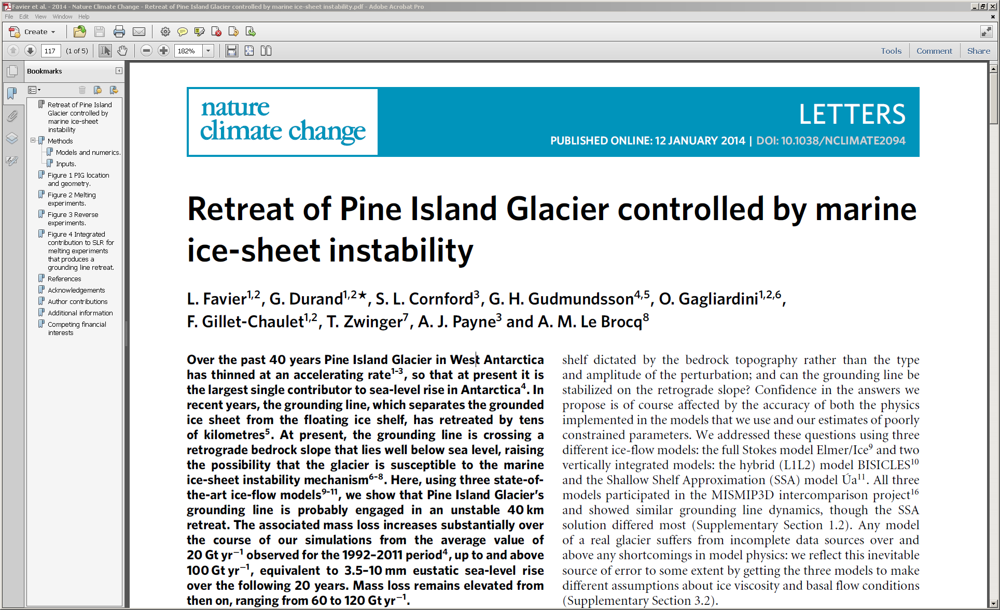 Favier et al. - 2014 - Nature Climate Change - Retreat of Pine Island Glacier controlled by marine ice-sheet instability.pdf - Adobe Acrobat Pro
File Edit View Window Help
Create
117 (1 of 5) 182% Tools Comment Share
Bookmarks
Retreat of Pine Island
Glacier controlled by
marine ice-sheet
instability
Methods
Models and numerics.
Inputs.
Figure 1 PIG location
and geometry.
Figure 2 Melting
experiments.
Figure 3 Reverse
experiments.
Figure 4 Integrated
contribution to SLR for
melting experiments
that produces a
grounding line retreat.
References
Acknowledgements
Author contributions
Additional information
Competing financial
interests
nature
climate change
LETTERS
PUBLISHED ONLINE: 12 JANUARY 2014 | DOI: 10.1038/NCLIMATE2094
Retreat of Pine Island Glacier controlled by marine
ice-sheet instability
L. Favier1,2, G. Durand1,2★, S. L. Cornford3, G. H. Gudmundsson4,5, O. Gagliardini1,2,6,
F. Gillet-Chaulet1,2, T. Zwinger7, A. J. Payne3 and A. M. Le Brocq8
Over the past 40 years Pine Island Glacier in West Antarctica
has thinned at an accelerating rate1–3, so that at present it is
the largest single contributor to sea-level rise in Antarctica4. In
recent years, the grounding line, which separates the grounded
ice sheet from the floating ice shelf, has retreated by tens
of kilometres5. At present, the grounding line is crossing a
retrograde bedrock slope that lies well below sea level, raising
the possibility that the glacier is susceptible to the marine
ice-sheet instability mechanism6–8. Here, using three state-of-
the-art ice-flow models9–11, we show that Pine Island Glacier's
grounding line is probably engaged in an unstable 40 km
retreat. The associated mass loss increases substantially over
the course of our simulations from the average value of
20 Gt yr−1 observed for the 1992–2011 period4, up to and above
100 Gt yr−1, equivalent to 3.5–10 mm eustatic sea-level rise
over the following 20 years. Mass loss remains elevated from
then on, ranging from 60 to 120 Gt yr−1.
shelf dictated by the bedrock topography rather than the type
and amplitude of the perturbation; and can the grounding line be
stabilized on the retrograde slope? Confidence in the answers we
propose is of course affected by the accuracy of both the physics
implemented in the models that we use and our estimates of poorly
constrained parameters. We addressed these questions using three
different ice-flow models: the full Stokes model Elmer/Ice9 and two
vertically integrated models: the hybrid (L1L2) model BISICLES10
and the Shallow Shelf Approximation (SSA) model Úa11. All three
models participated in the MISMIP3D intercomparison project16
and showed similar grounding line dynamics, though the SSA
solution differed most (Supplementary Section 1.2). Any model
of a real glacier suffers from incomplete data sources over and
above any shortcomings in model physics: we reflect this inevitable
source of error to some extent by getting the three models to make
different assumptions about ice viscosity and basal flow conditions
(Supplementary Section 3.2).